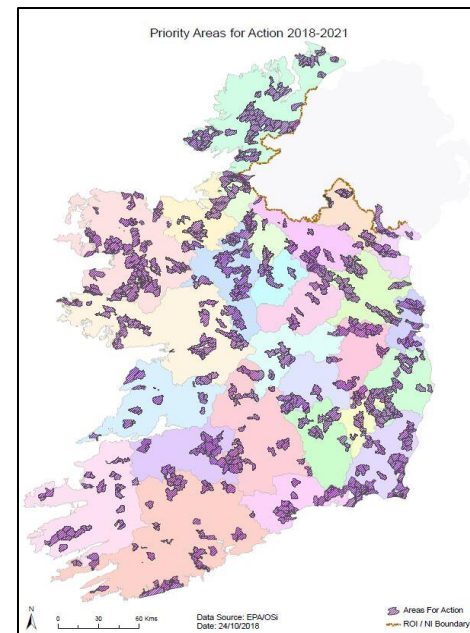 Priority Areas for Action 2018-2021
N
0 15 30 60 Kms
Data Source: EPA/OSi
Date: 24/10/2018
Areas For Action
ROI / NI Boundary